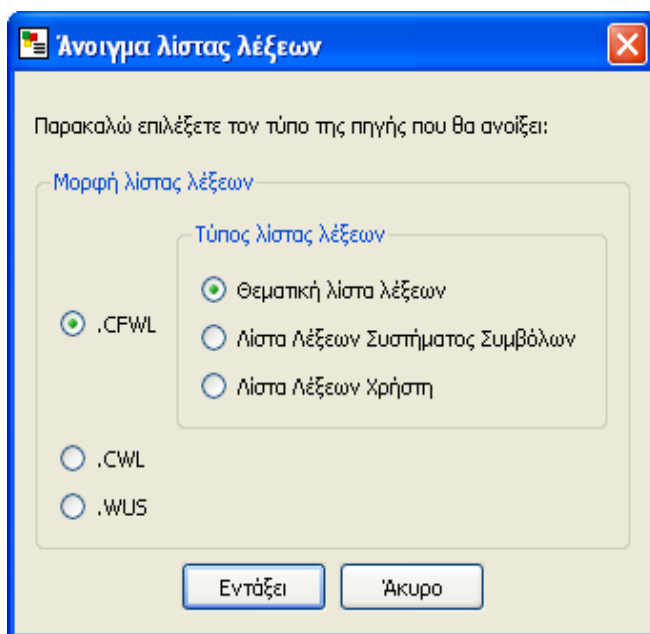 Άνοιγμα λίστας λέξεων
Παρακαλώ επιλέξετε τον τύπο της πηγής που θα ανοίξει:
Μορφή λίστας λέξεων
Τύπος λίστας λέξεων
Θεματική λίστα λέξεων
.CFWL
Λίστα Λέξεων Συστήματος Συμβόλων
Λίστα Λέξεων Χρήστη
.CWL
.WUS
Εντάξει Άκυρο